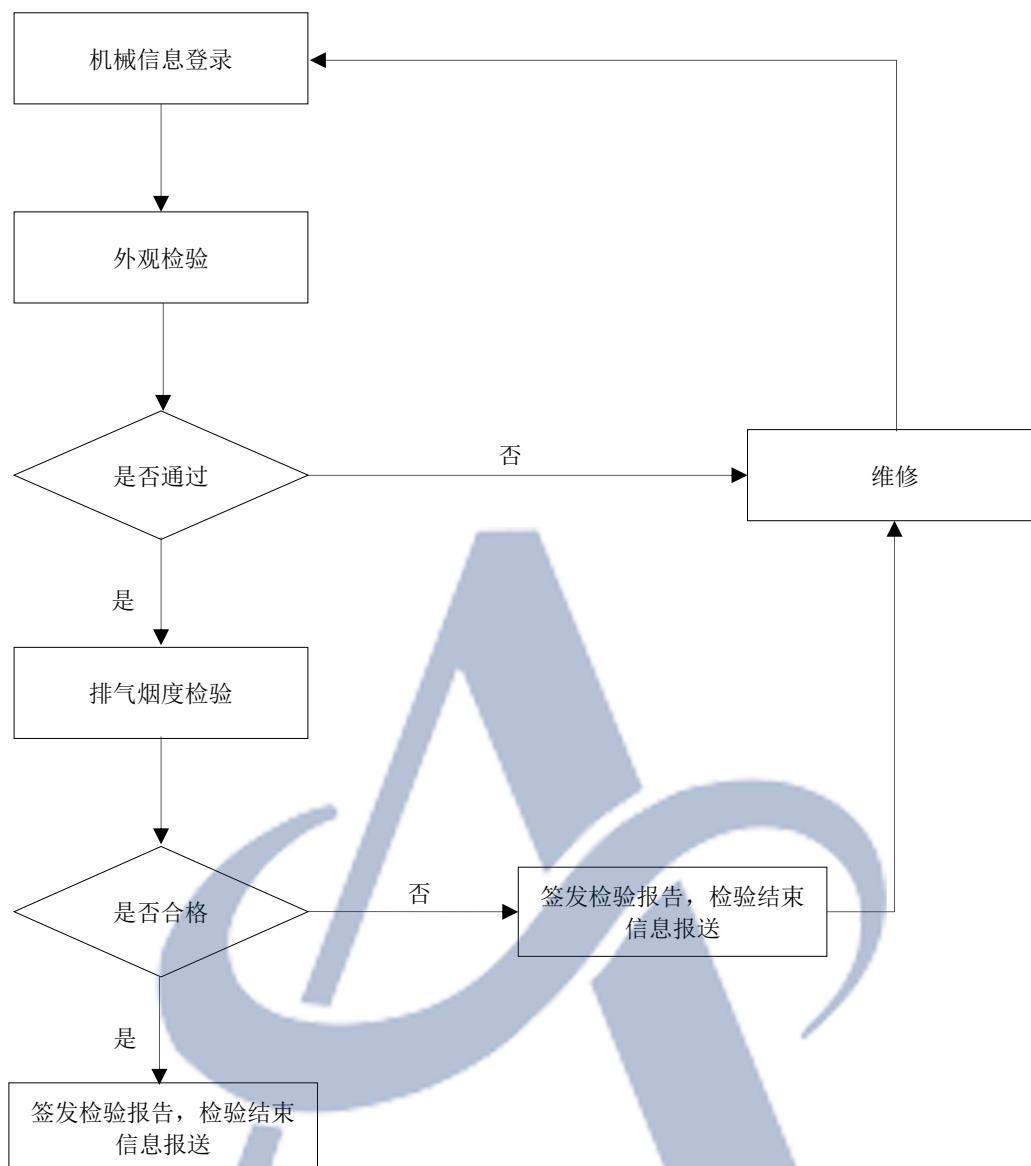 机械信息登录
外观检验
是否通过
否
维修
是
排气烟度检验
是否合格
否
签发检验报告，检验结束
信息报送
是
签发检验报告，检验结束
信息报送